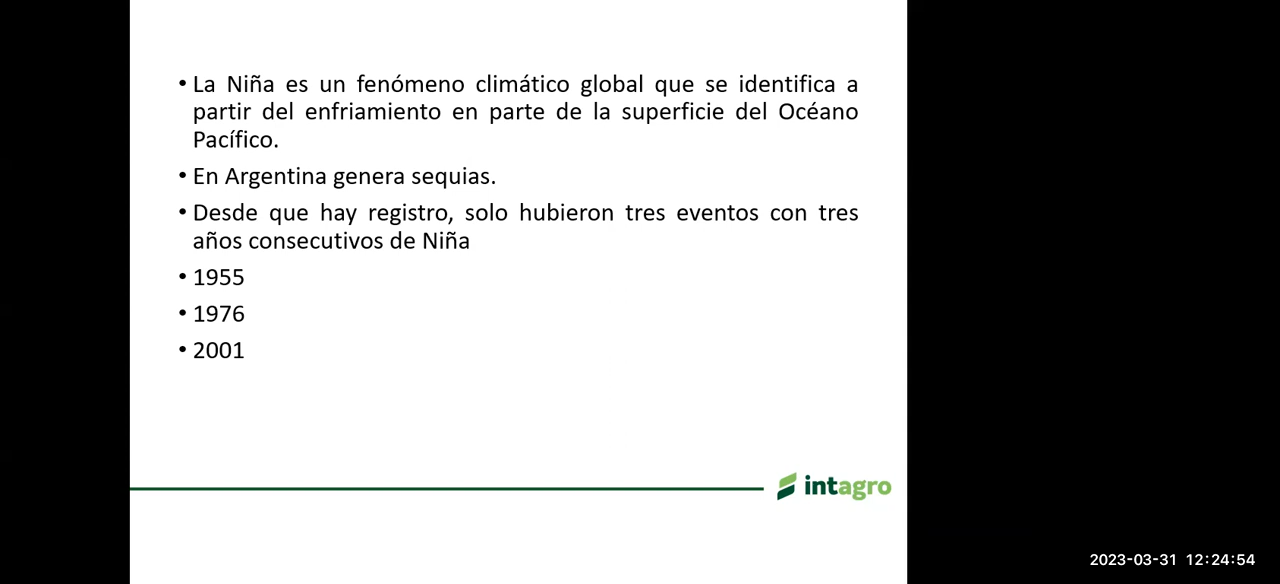 • La Niña es un fenómeno climático global que se identifica a
partir del enfriamiento en parte de la superficie del Océano
Pacífico.
• En Argentina genera sequias.
• Desde que hay registro, solo hubieron tres eventos con tres
años consecutivos de Niña
• 1955
• 1976
• 2001
intagro
2023-03-31 12:24:54